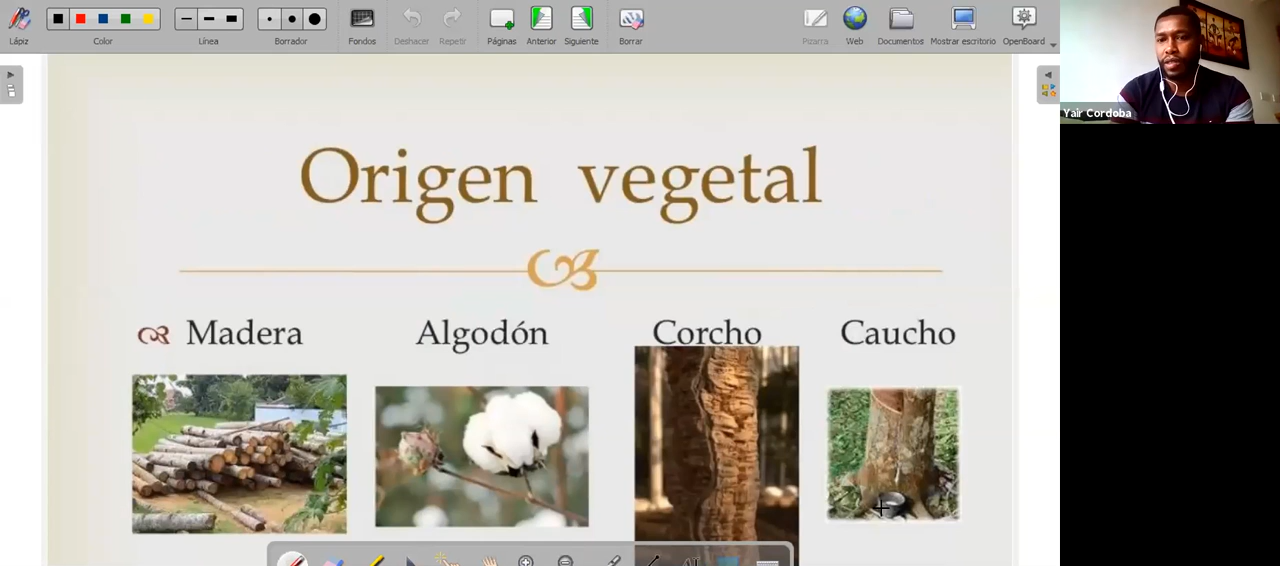 Lápiz
Color
Línea
Borrador
Fondos
Deshacer
Repetir
Páginas
Anterior
Siguiente
Borrar
Pizarra
Web
Documentos
Mostrar escritorio
OpenBoard
Yair Cordoba
Origen vegetal
Madera Algodón Corcho Caucho